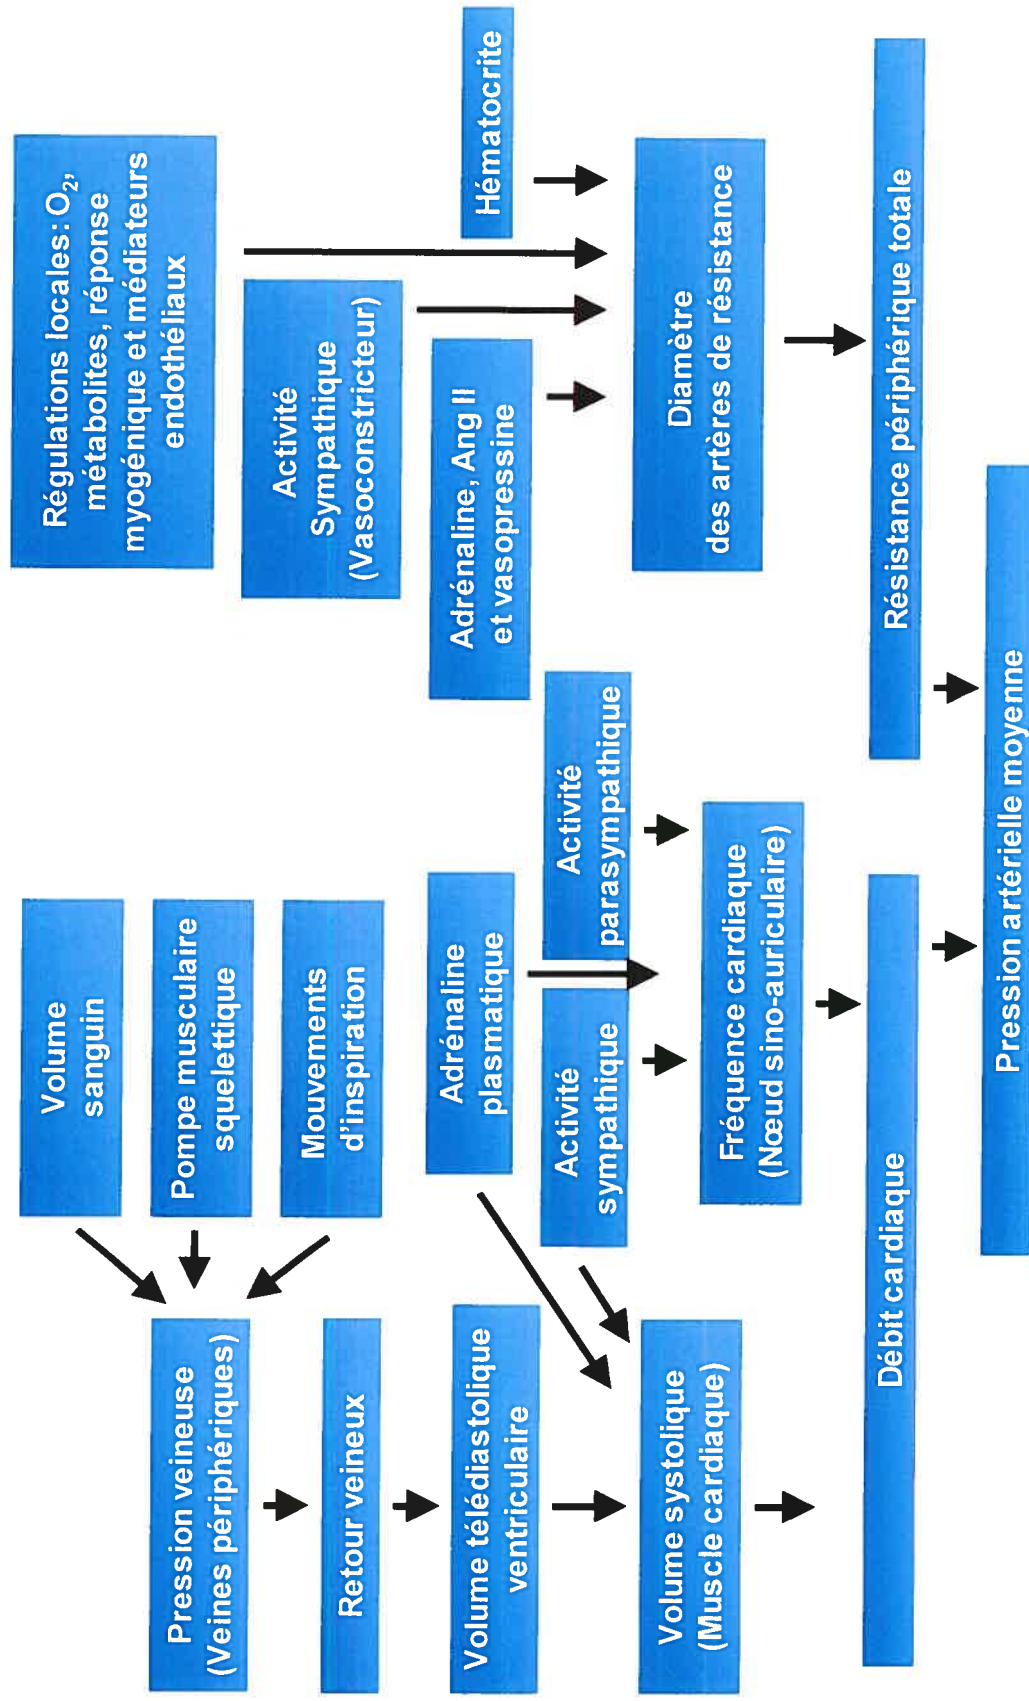 Volume
sanguin
Pompe musculaire
squelettique
Mouvements
d'inspiration
Pression veineuse
(Veines périphériques)
Retour veineux
Volume télédiastolique
ventriculaire
Volume systolique
(Muscle cardiaque)
Adrénaline
plasmatique
Activité
sympathique
Activité
parasympathique
Fréquence cardiaque
(Nœud sino-auriculaire)
Régulations locales: O₂,
métabolites, réponse
myogénique et médiateurs
endothéliaux
Activité
Sympathique
(Vasoconstricteur)
Adrénaline, Ang II
et vasopressine
Hématocrite
Diamètre
des artères de résistance
Débit cardiaque
Résistance périphérique totale
Pression artérielle moyenne